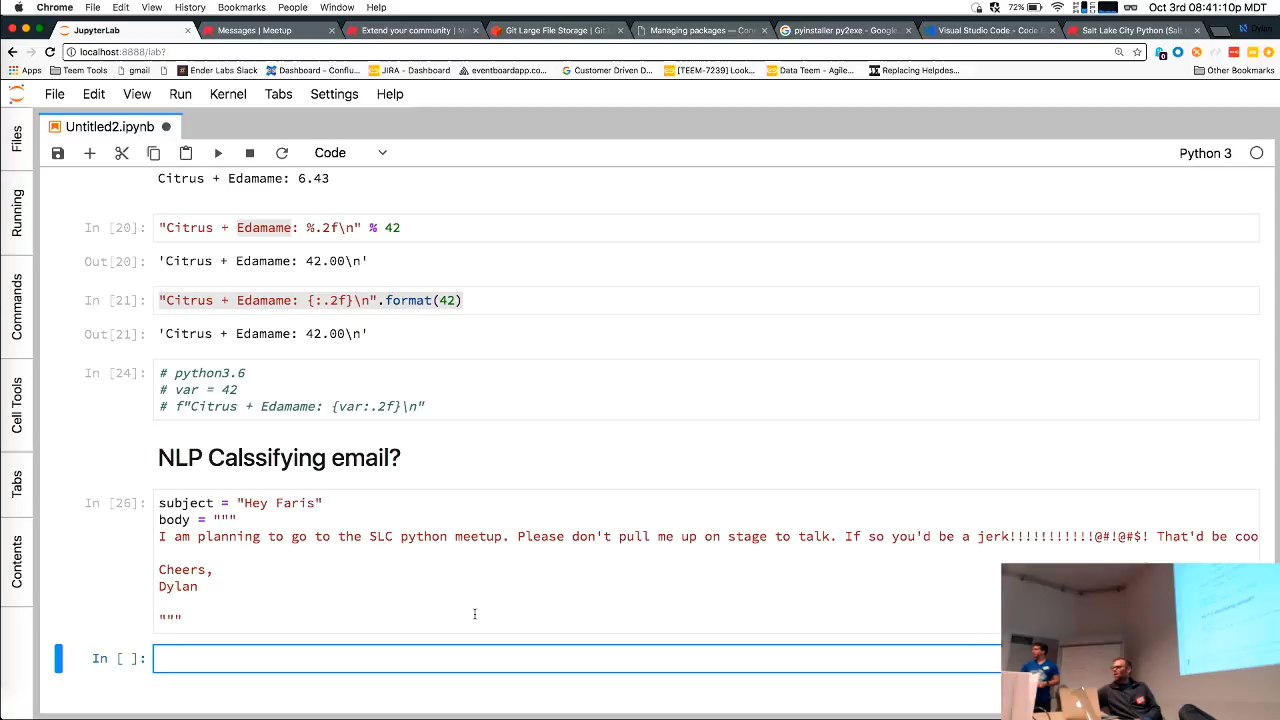 Chrome File Edit View History Bookmarks People Window Help 72% Oct 3rd 8:41:10pm MDT
JupyterLab Messages | Meetup Extend your community | M Git Large File Storage | Git Managing packages — Con pyinstaller py2exe - Google Visual Studio Code - Code E Salt Lake City Python (Salt Dylan
localhost:8888/lab?
Apps Teem Tools gmail Ender Labs Slack Dashboard - Conflu... JIRA - Dashboard eventboardapp.co... Customer Driven D... [TEEM-7239] Look... Data Teem - Agile... Replacing Helpdes... Other Bookmarks
File Edit View Run Kernel Tabs Settings Help
Files
Running
Commands
Cell Tools
Tabs
Contents
Untitled2.ipynb
Code Python 3
Citrus + Edamame: 6.43
In [20]: "Citrus + Edamame: %.2f\n" % 42
Out[20]: 'Citrus + Edamame: 42.00\n'
In [21]: "Citrus + Edamame: {:.2f}\n".format(42)
Out[21]: 'Citrus + Edamame: 42.00\n'
In [24]: # python3.6
# var = 42
# f"Citrus + Edamame: {var:.2f}\n"
NLP Calssifying email?
In [26]: subject = "Hey Faris"
body = """
I am planning to go to the SLC python meetup. Please don't pull me up on stage to talk. If so you'd be a jerk!!!!!!!!!!!@#!@#$! That'd be coo
Cheers,
Dylan
"""
In [ ]: